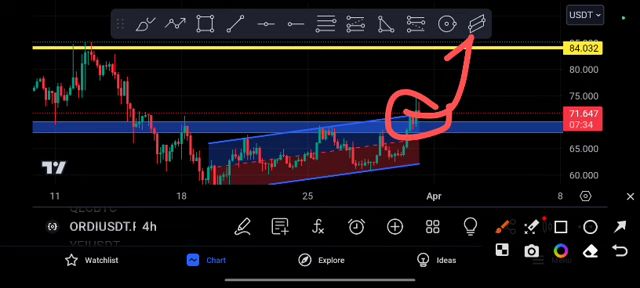 USDT
84.032
80.000
75.000
71.647
07:34
65.000
60.000
TV
11
18
25
Apr
8
ORDIUSDT.P 4h
Watchlist
Chart
Explore
Ideas